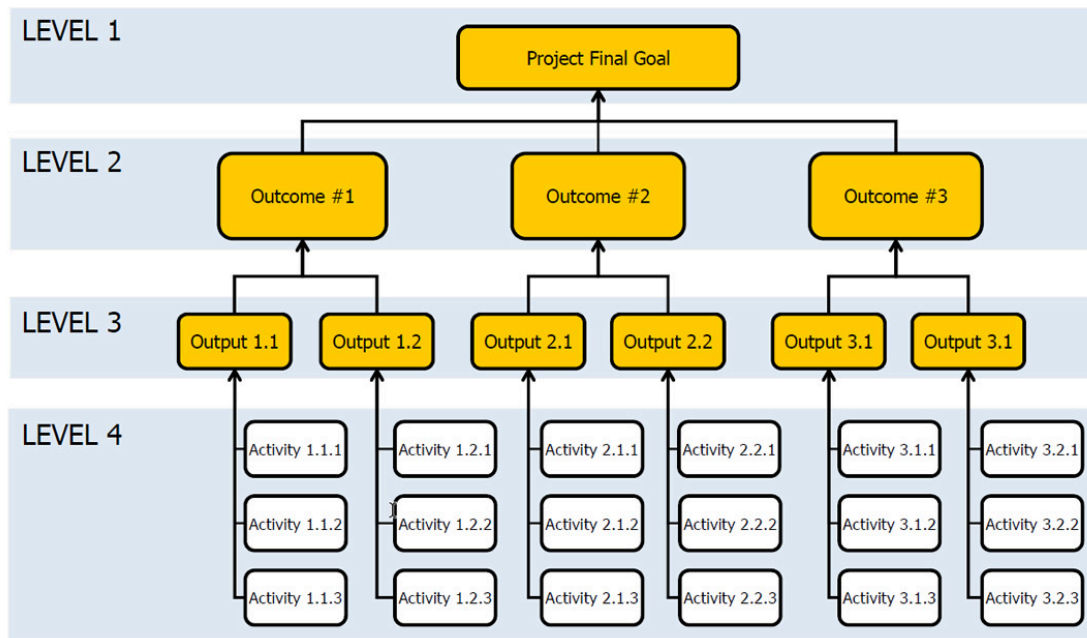 LEVEL 1
Project Final Goal
LEVEL 2
Outcome #1
Outcome #2
Outcome #3
LEVEL 3
Output 1.1
Output 1.2
Output 2.1
Output 2.2
Output 3.1
Output 3.1
LEVEL 4
Activity 1.1.1
Activity 1.2.1
Activity 2.1.1
Activity 2.2.1
Activity 3.1.1
Activity 3.2.1
Activity 1.1.2
Activity 1.2.2
Activity 2.1.2
Activity 2.2.2
Activity 3.1.2
Activity 3.2.2
Activity 1.1.3
Activity 1.2.3
Activity 2.1.3
Activity 2.2.3
Activity 3.1.3
Activity 3.2.3